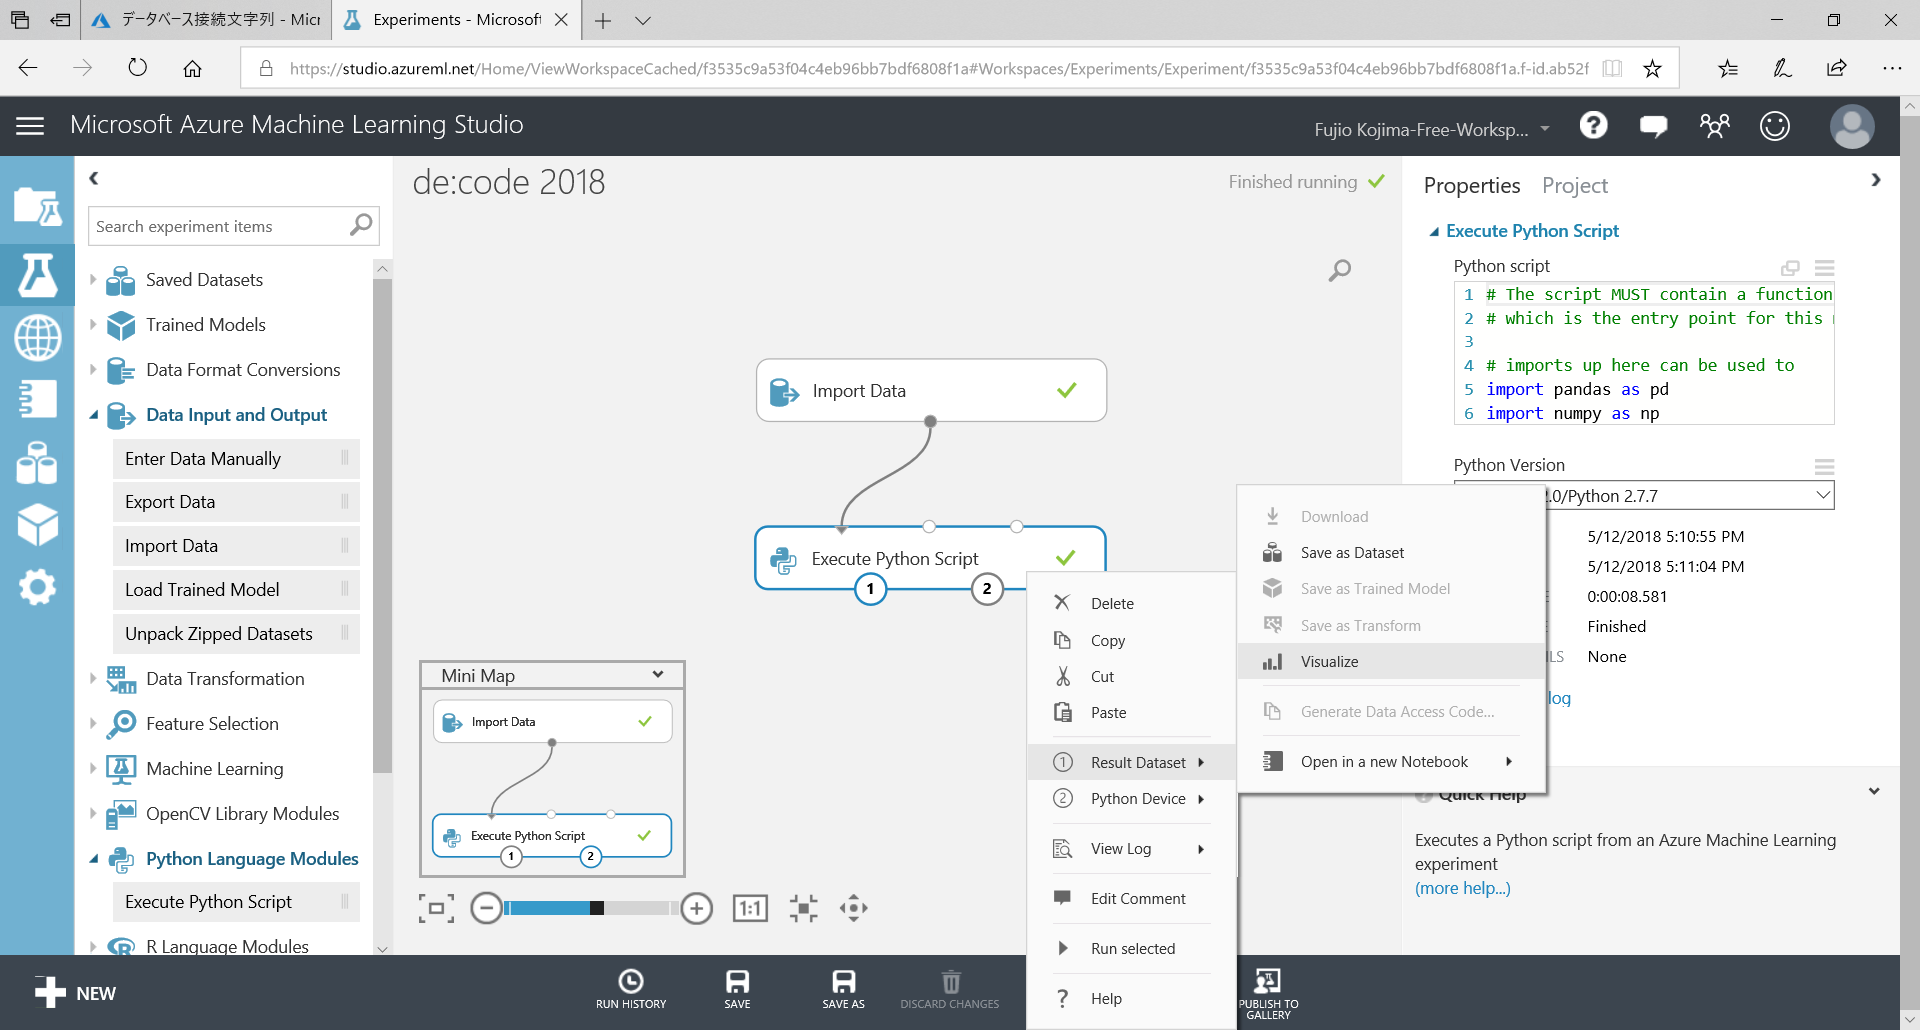 データベース接続文字列 - Micr
Experiments - Microsoft
https://studio.azureml.net/Home/ViewWorkspaceCached/f3535c9a53f04c4eb96bb7bdf6808f1a#Workspaces/Experiments/Experiment/f3535c9a53f04c4eb96bb7bdf6808f1a.f-id.ab52f
Microsoft Azure Machine Learning Studio
Fujio Kojima-Free-Worksp...
Search experiment items
Saved Datasets
Trained Models
Data Format Conversions
Data Input and Output
Enter Data Manually
Export Data
Import Data
Load Trained Model
Unpack Zipped Datasets
Data Transformation
Feature Selection
Machine Learning
OpenCV Library Modules
Python Language Modules
Execute Python Script
R Language Modules
de:code 2018
Finished running
Import Data
Execute Python Script
1
2
Mini Map
Import Data
Execute Python Script
1
2
1:1
Delete
Copy
Cut
Paste
1 Result Dataset
2 Python Device
View Log
Edit Comment
Run selected
? Help
Download
Save as Dataset
Save as Trained Model
Save as Transform
Visualize
Generate Data Access Code...
Open in a new Notebook
Properties
Project
Execute Python Script
Python script
1 # The script MUST contain a function
2 # which is the entry point for this
3
4 # imports up here can be used to
5 import pandas as pd
6 import numpy as np
Python Version
.0/Python 2.7.7
5/12/2018 5:10:55 PM
5/12/2018 5:11:04 PM
0:00:08.581
E Finished
LS None
log
Quick Help
Executes a Python script from an Azure Machine Learning
experiment
(more help...)
NEW
RUN HISTORY
SAVE
SAVE AS
DISCARD CHANGES
PUBLISH TO
GALLERY